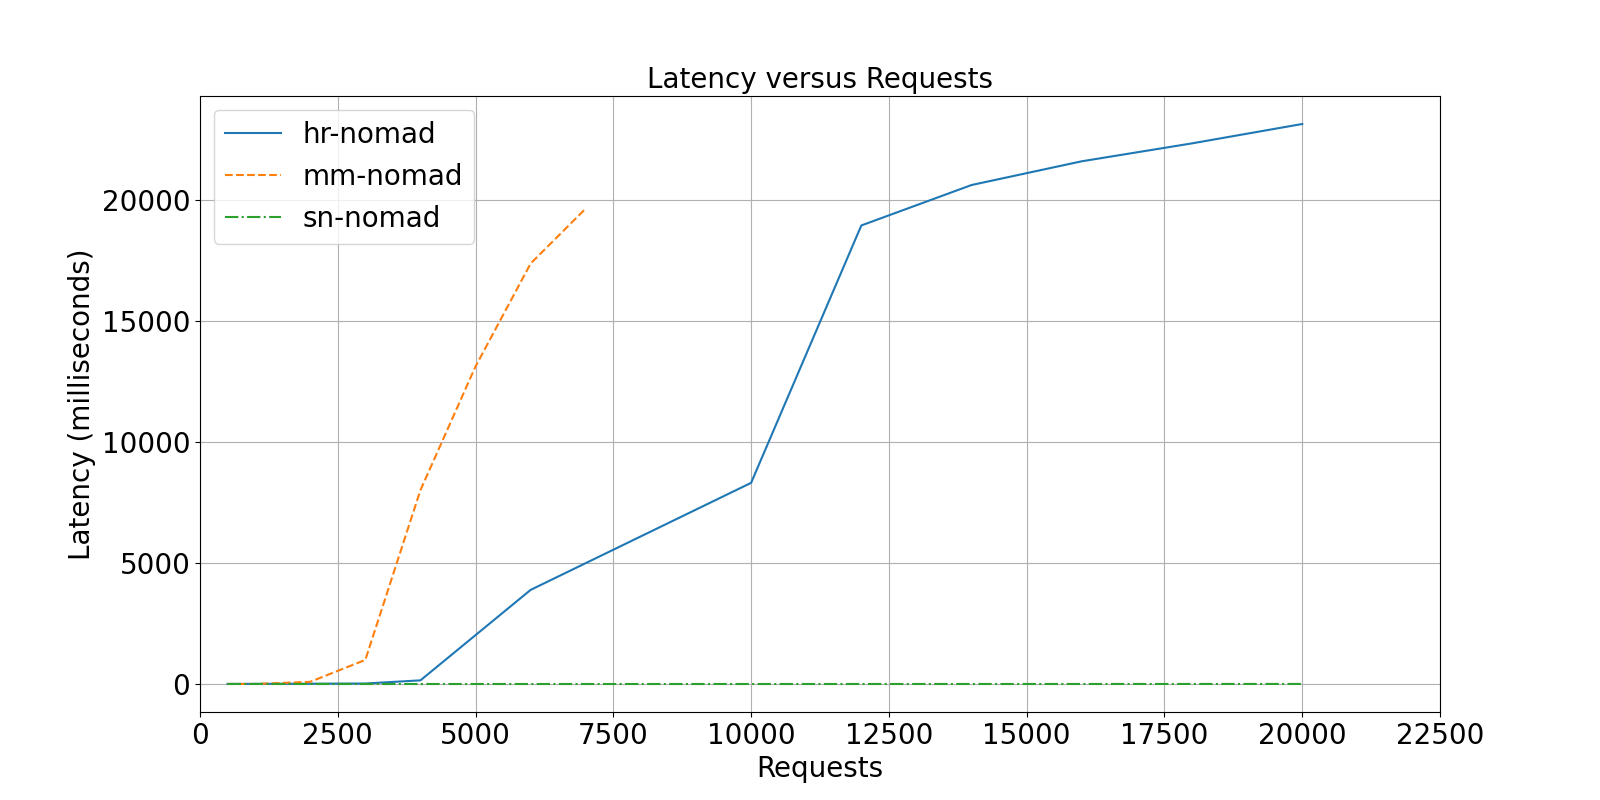 Latency versus Requests
hr-nomad
mm-nomad
sn-nomad
Latency (milliseconds)
20000
15000
10000
5000
0
0 2500 5000 7500 10000 12500 15000 17500 20000 22500
Requests